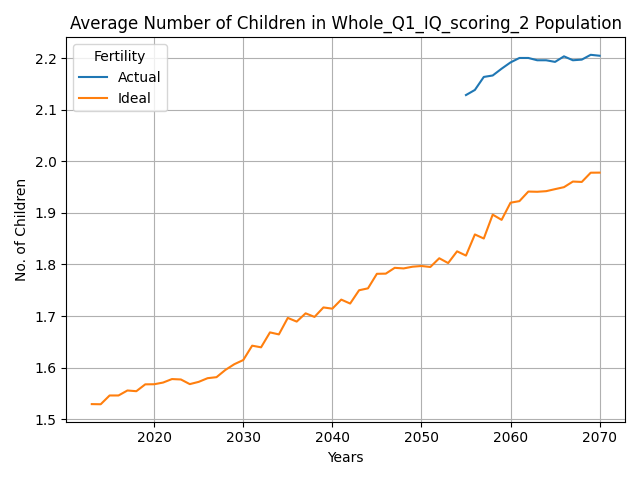 Average Number of Children in Whole_Q1_IQ_scoring_2 Population
Fertility
Actual
Ideal
No. of Children
2.2
2.1
2.0
1.9
1.8
1.7
1.6
1.5
2020
2030
2040
2050
2060
2070
Years